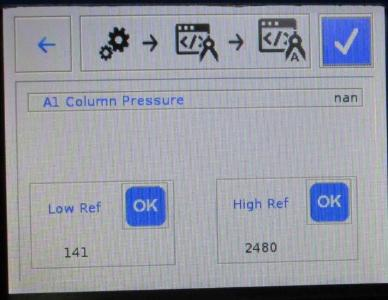 A
A1 Column Pressure nan
Low Ref OK
High Ref OK
141
2480